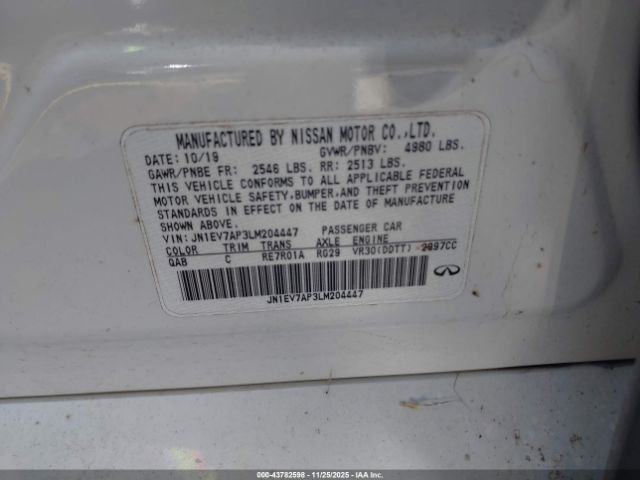 MANUFACTURED BY NISSAN MOTOR CO.,LTD.
DATE: 10/19 GVWR/PNBV: 4980 LBS.
GAWR/PNBE FR: 2546 LBS. RR: 2513 LBS.
THIS VEHICLE CONFORMS TO ALL APPLICABLE FEDERAL
MOTOR VEHICLE SAFETY,BUMPER,AND THEFT PREVENTION
STANDARDS IN EFFECT ON THE DATE OF MANUFACTURE
SHOWN ABOVE.
VIN: JN1EV7AP3LM204447 PASSENGER CAR
COLOR TRIM TRANS AXLE ENGINE
QAB C RE7R01A RG29 VR30(DDTT) 2997CC
JN1EV7AP3LM204447
000-43782598 - 11/25/2025 - IAA Corp.